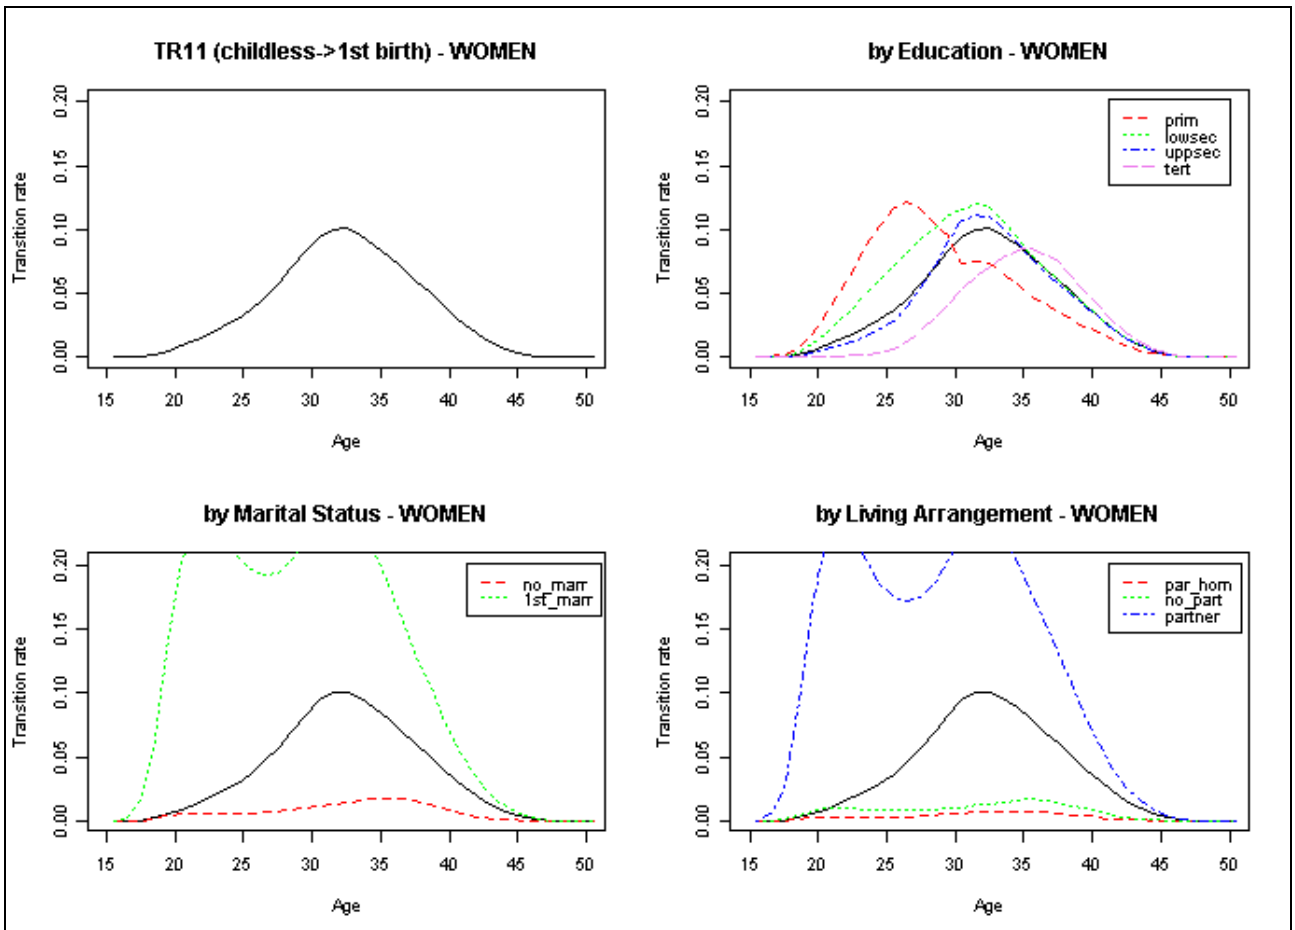 TR11 (childless->1st birth) - WOMEN
Transition rate
0.00 0.05 0.10 0.15 0.20
15 20 25 30 35 40 45 50
Age
by Education - WOMEN
prim
lowsec
uppsec
tert
Transition rate
0.00 0.05 0.10 0.15 0.20
15 20 25 30 35 40 45 50
Age
by Marital Status - WOMEN
no_marr
1st_marr
Transition rate
0.00 0.05 0.10 0.15 0.20
15 20 25 30 35 40 45 50
Age
by Living Arrangement - WOMEN
par_hom
no_part
partner
Transition rate
0.00 0.05 0.10 0.15 0.20
15 20 25 30 35 40 45 50
Age